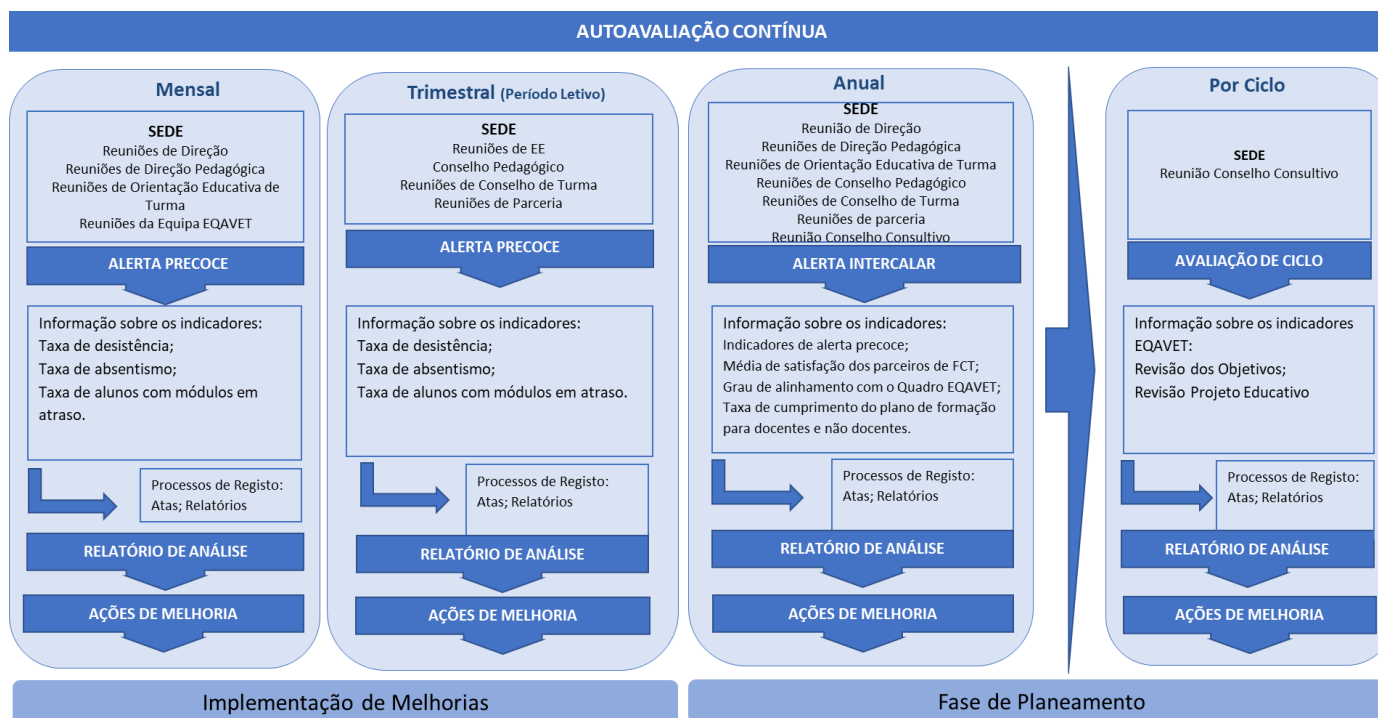 AUTOAVALIAÇÃO CONTÍNUA
Mensal
SEDE
Reuniões de Direção
Reuniões de Direção Pedagógica
Reuniões de Orientação Educativa de
Turma
Reuniões da Equipa EQAVET
ALERTA PRECOCE
Informação sobre os indicadores:
Taxa de desistência;
Taxa de absentismo;
Taxa de alunos com módulos em
atraso.
Processos de Registo:
Atas; Relatórios
RELATÓRIO DE ANÁLISE
AÇÕES DE MELHORIA
Trimestral (Período Letivo)
SEDE
Reuniões de EE
Conselho Pedagógico
Reuniões de Conselho de Turma
Reuniões de Parceria
ALERTA PRECOCE
Informação sobre os indicadores:
Taxa de desistência;
Taxa de absentismo;
Taxa de alunos com módulos em atraso.
Processos de Registo:
Atas; Relatórios
RELATÓRIO DE ANÁLISE
AÇÕES DE MELHORIA
Anual
SEDE
Reunião de Direção
Reuniões de Direção Pedagógica
Reuniões de Orientação Educativa de Turma
Reuniões de Conselho Pedagógico
Reuniões de Conselho de Turma
Reuniões de parceria
Reunião Conselho Consultivo
ALERTA INTERCALAR
Informação sobre os indicadores:
Indicadores de alerta precoce;
Média de satisfação dos parceiros de FCT;
Grau de alinhamento com o Quadro EQAVET;
Taxa de cumprimento do plano de formação
para docentes e não docentes.
Processos de Registo:
Atas; Relatórios
RELATÓRIO DE ANÁLISE
AÇÕES DE MELHORIA
Por Ciclo
SEDE
Reunião Conselho Consultivo
AVALIAÇÃO DE CICLO
Informação sobre os indicadores
EQAVET:
Revisão dos Objetivos;
Revisão Projeto Educativo
Processos de Registo:
Atas; Relatórios
RELATÓRIO DE ANÁLISE
AÇÕES DE MELHORIA
Implementação de Melhorias
Fase de Planeamento